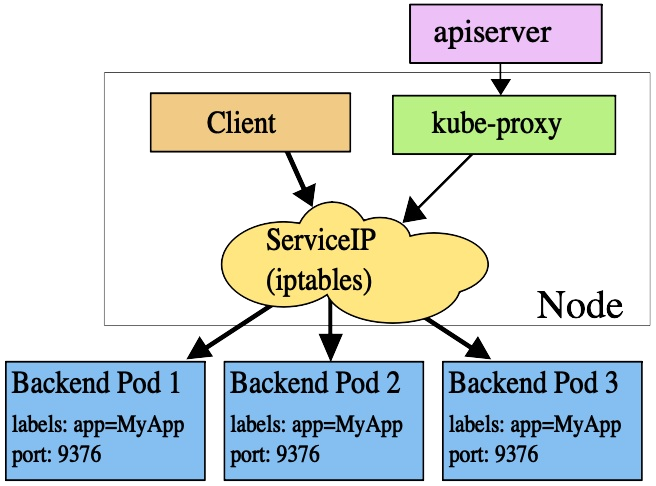 apiserver
Client
kube-proxy
ServiceIP
(iptables)
Node
Backend Pod 1
labels: app=MyApp
port: 9376
Backend Pod 2
labels: app=MyApp
port: 9376
Backend Pod 3
labels: app=MyApp
port: 9376